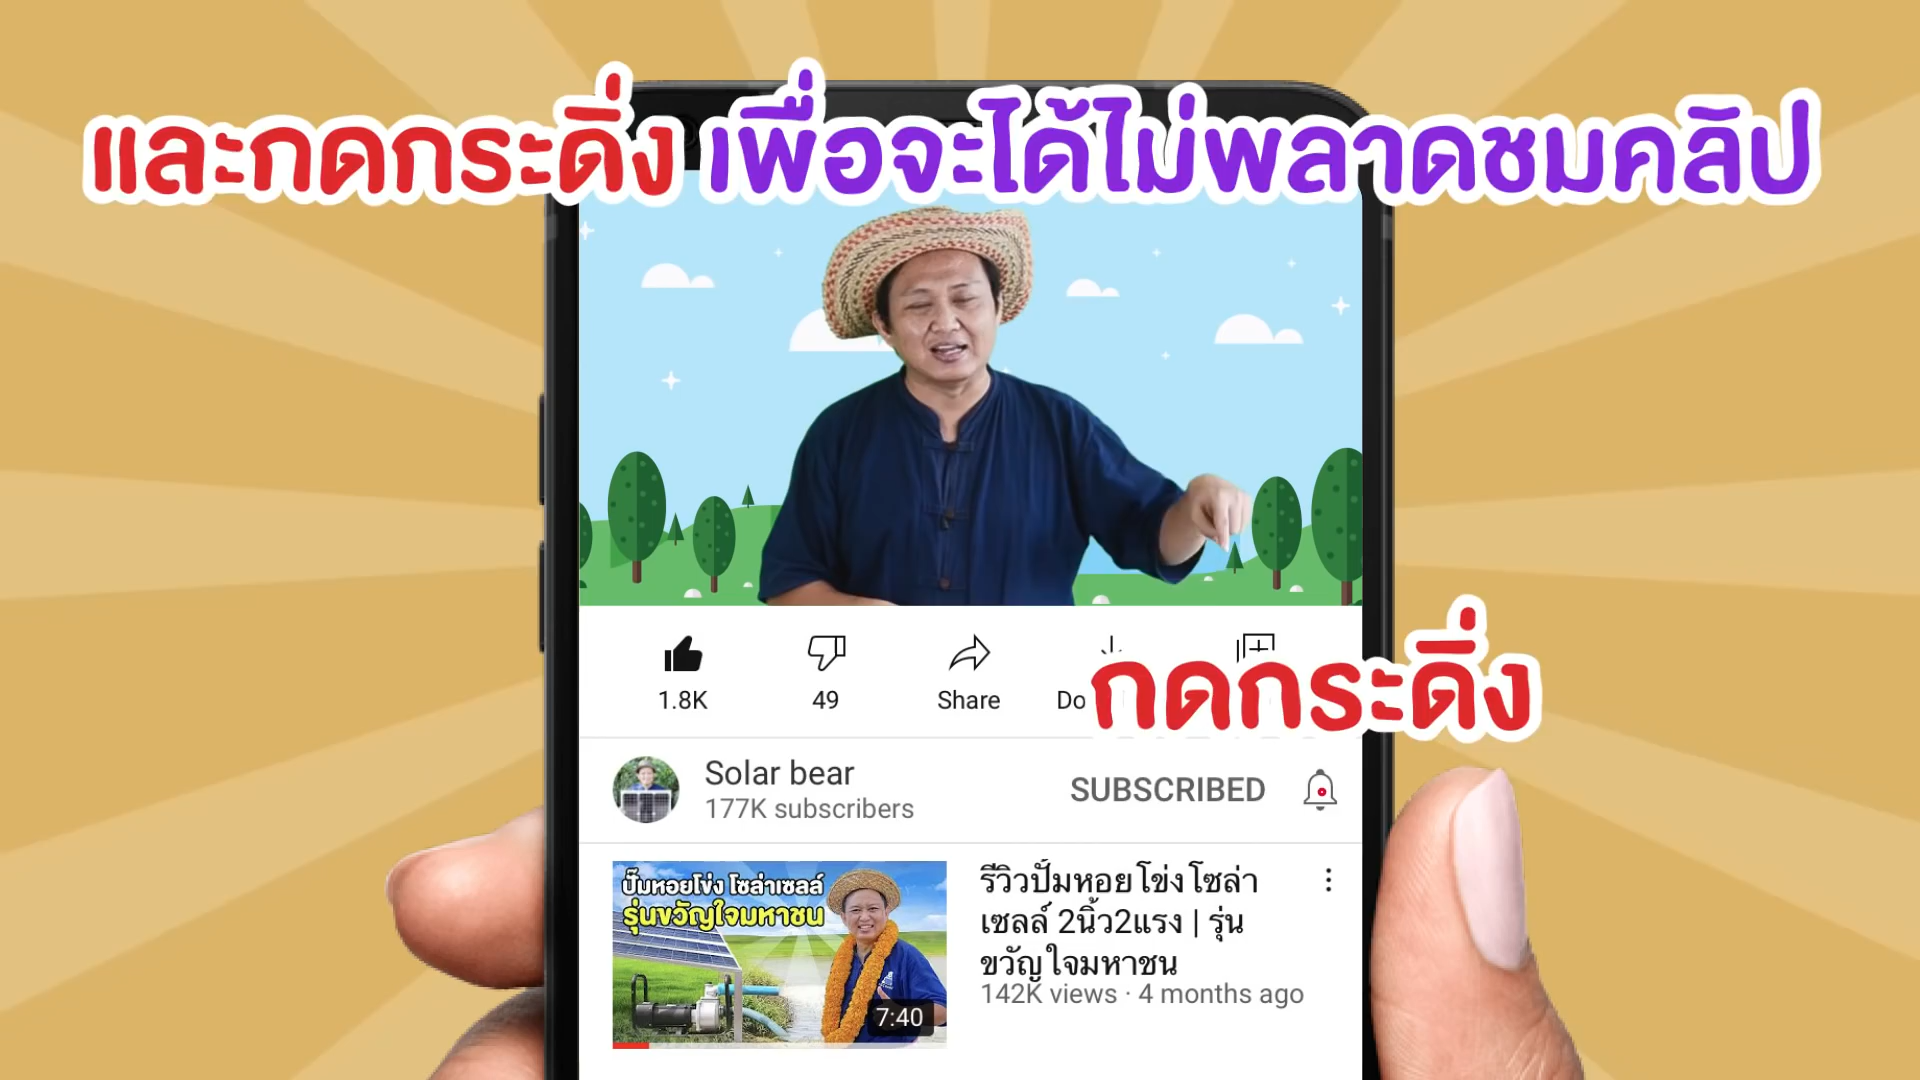 และกดกระดิ่ง เพื่อจะได้ไม่พลาดชมคลิป
1.8K
49
Share
Do
กดกระดิ่ง
Solar bear
177K subscribers
SUBSCRIBED
ปั๊มหอยโข่ง โซล่าเซลล์
รุ่นขวัญใจมหาชน
7:40
รีวิวปั๊มหอยโข่งโซล่า
เซลล์ 2นิ้ว2แรง | รุ่น
ขวัญใจมหาชน
142K views · 4 months ago